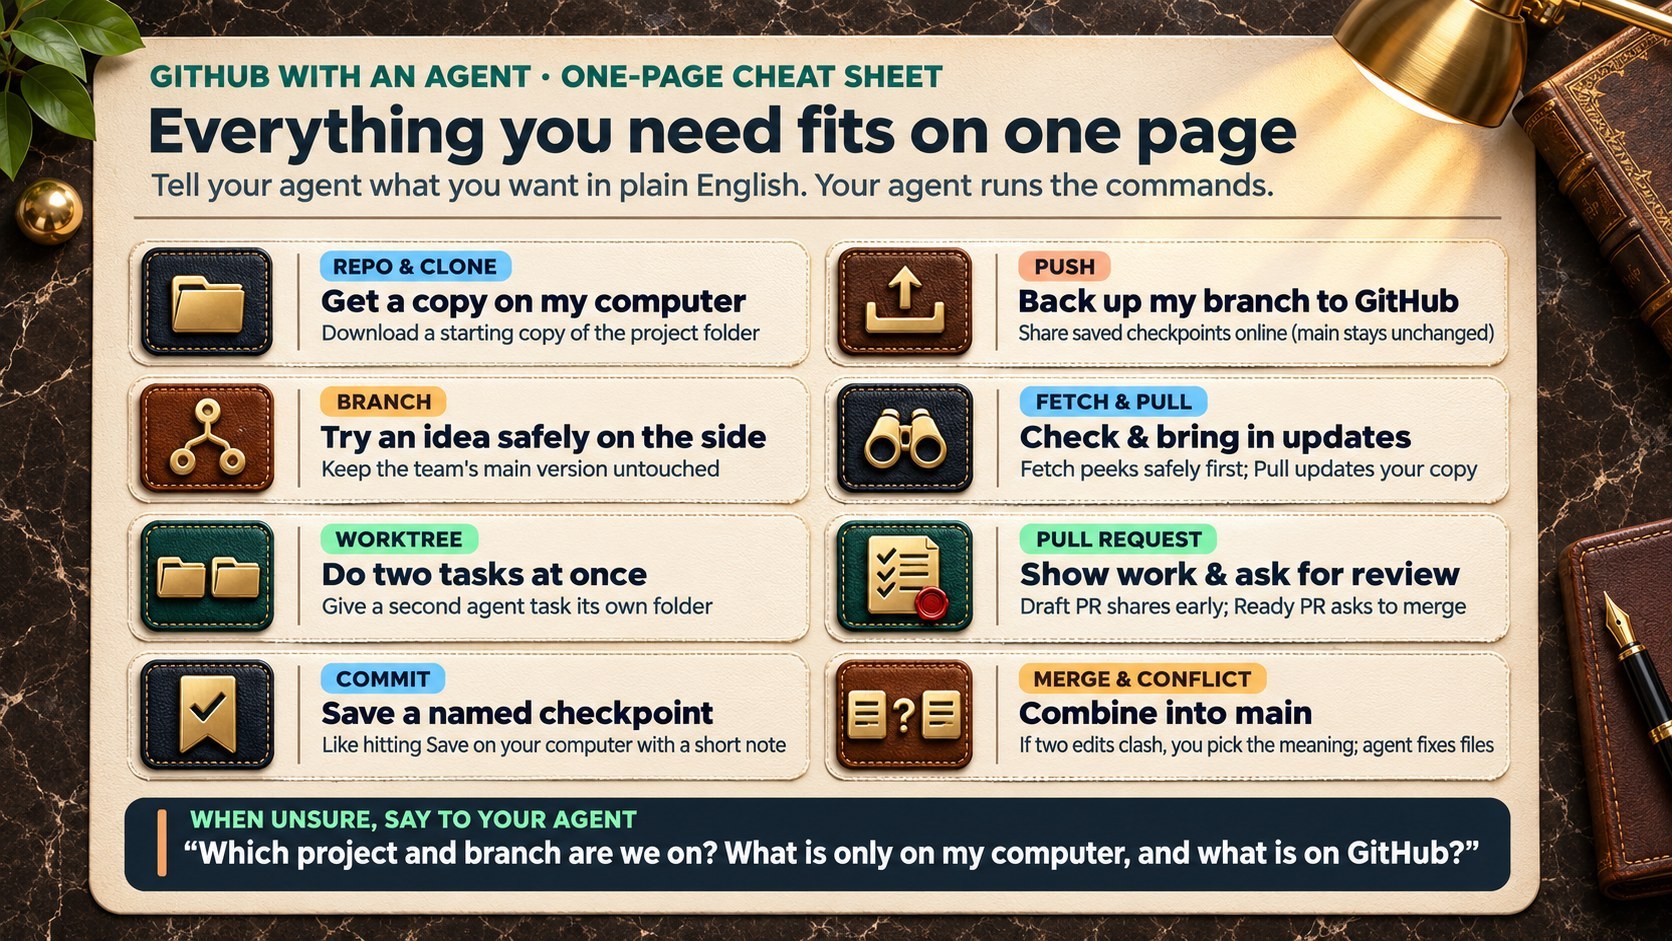 GITHUB WITH AN AGENT · ONE-PAGE CHEAT SHEET
Everything you need fits on one page
Tell your agent what you want in plain English. Your agent runs the commands.
REPO & CLONE
Get a copy on my computer
Download a starting copy of the project folder
BRANCH
Try an idea safely on the side
Keep the team's main version untouched
WORKTREE
Do two tasks at once
Give a second agent task its own folder
COMMIT
Save a named checkpoint
Like hitting Save on your computer with a short note
PUSH
Back up my branch to GitHub
Share saved checkpoints online (main stays unchanged)
FETCH & PULL
Check & bring in updates
Fetch peeks safely first; Pull updates your copy
PULL REQUEST
Show work & ask for review
Draft PR shares early; Ready PR asks to merge
?
MERGE & CONFLICT
Combine into main
If two edits clash, you pick the meaning; agent fixes files
WHEN UNSURE, SAY TO YOUR AGENT
“Which project and branch are we on? What is only on my computer, and what is on GitHub?”